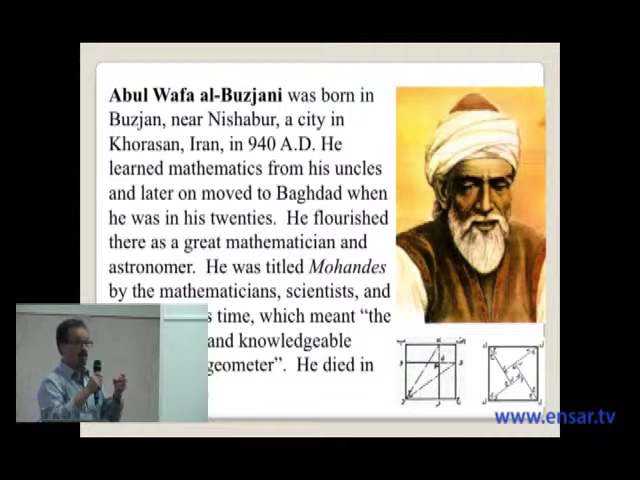 Abul Wafa al-Buzjani was born in
Buzjan, near Nishabur, a city in
Khorasan, Iran, in 940 A.D. He
learned mathematics from his uncles
and later on moved to Baghdad when
he was in his twenties. He flourished
there as a great mathematician and
astronomer. He was titled Mohandes
by the mathematicians, scientists, and
time, which meant “the
and knowledgeable
geometer”. He died in
www.ensar.tv